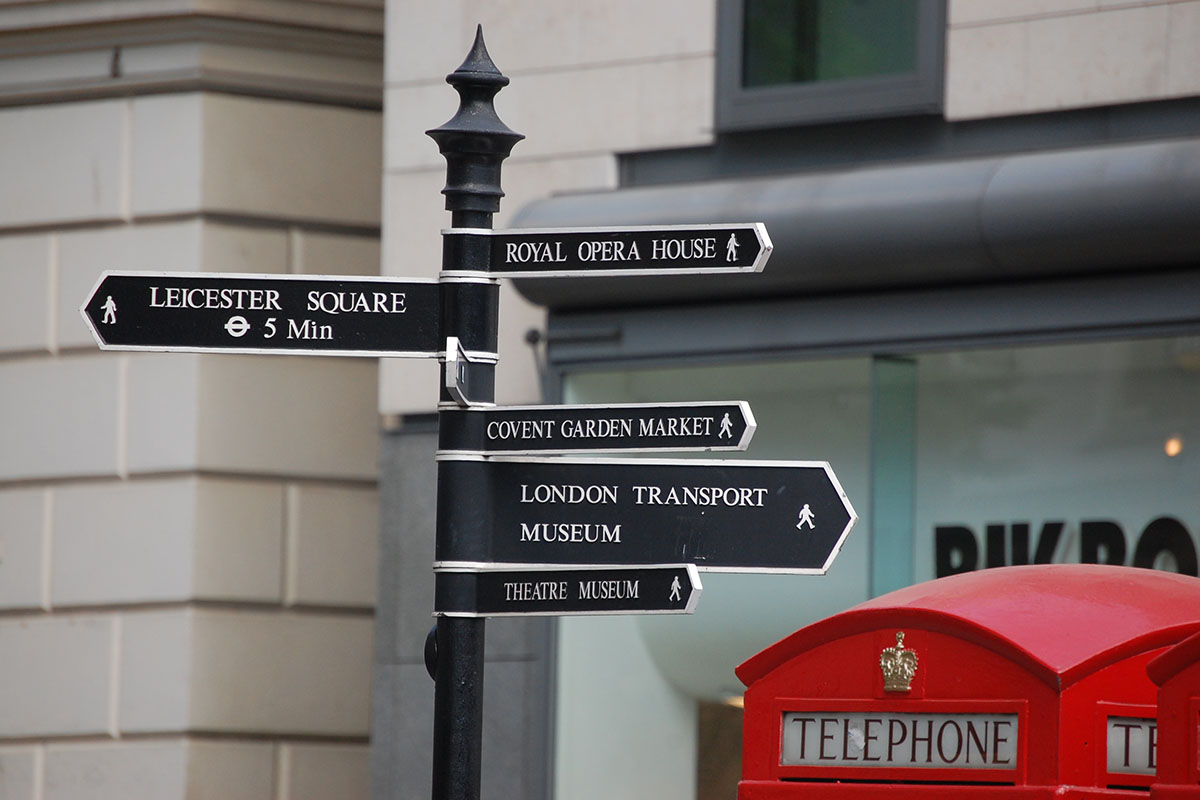 ROYAL OPERA HOUSE
LEICESTER SQUARE
5 Min
COVENT GARDEN MARKET
LONDON TRANSPORT
MUSEUM
THEATRE MUSEUM
TELEPHONE